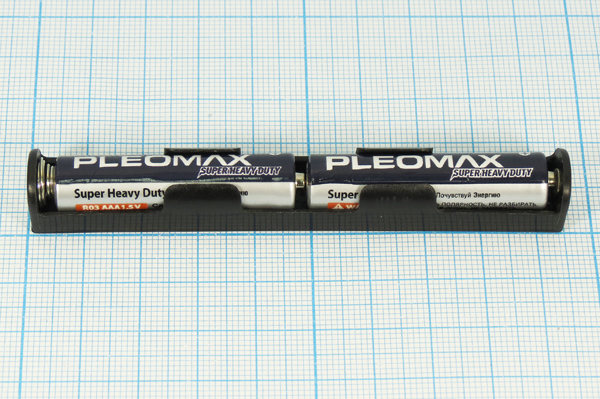 PLEOMAX
SUPER HEAVY DUTY
Super Heavy Duty
R03 AAA 1.5V
PLEOMAX
SUPER HEAVY DUTY
Super
Почувствуй Энергию
ПОЛЯРНОСТЬ, НЕ РАЗБИРАТЬ